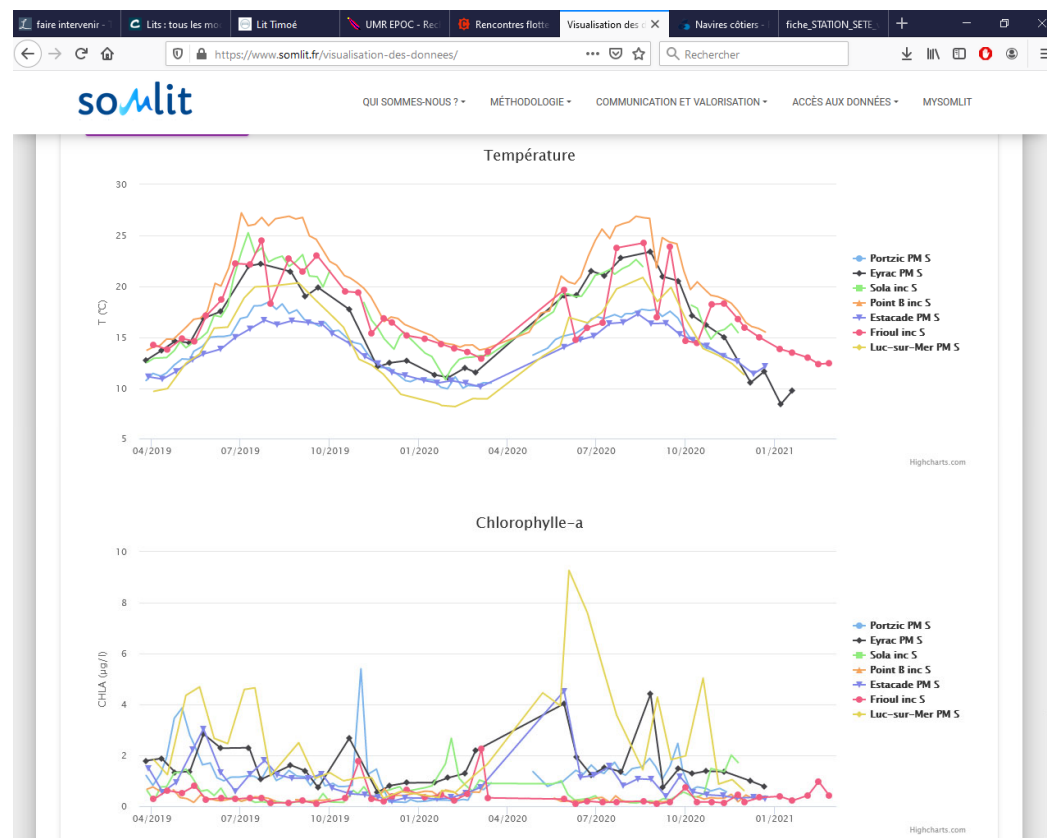 faire intervenir - T
Lits : tous les mo
Lit Timoé
UMR EPOC - Rec
Rencontres flotte
Visualisation des d
Navires côtiers -
fiche_STATION_SETE_
https://www.somlit.fr/visualisation-des-donnees/
Rechercher
somlit
QUI SOMMES-NOUS ?
MÉTHODOLOGIE
COMMUNICATION ET VALORISATION
ACCÈS AUX DONNÉES
MYSOMLIT
Température
30
25
20
15
10
5
T (°C)
04/2019 07/2019 10/2019 01/2020 04/2020 07/2020 10/2020 01/2021
Portzic PM S
Eyrac PM S
Sola inc S
Point B inc S
Estacade PM S
Frioul inc S
Luc-sur-Mer PM S
Highcharts.com
Chlorophylle-a
10
8
6
4
2
0
CHLA (µg/l)
04/2019 07/2019 10/2019 01/2020 04/2020 07/2020 10/2020 01/2021
Portzic PM S
Eyrac PM S
Sola inc S
Point B inc S
Estacade PM S
Frioul inc S
Luc-sur-Mer PM S
Highcharts.com